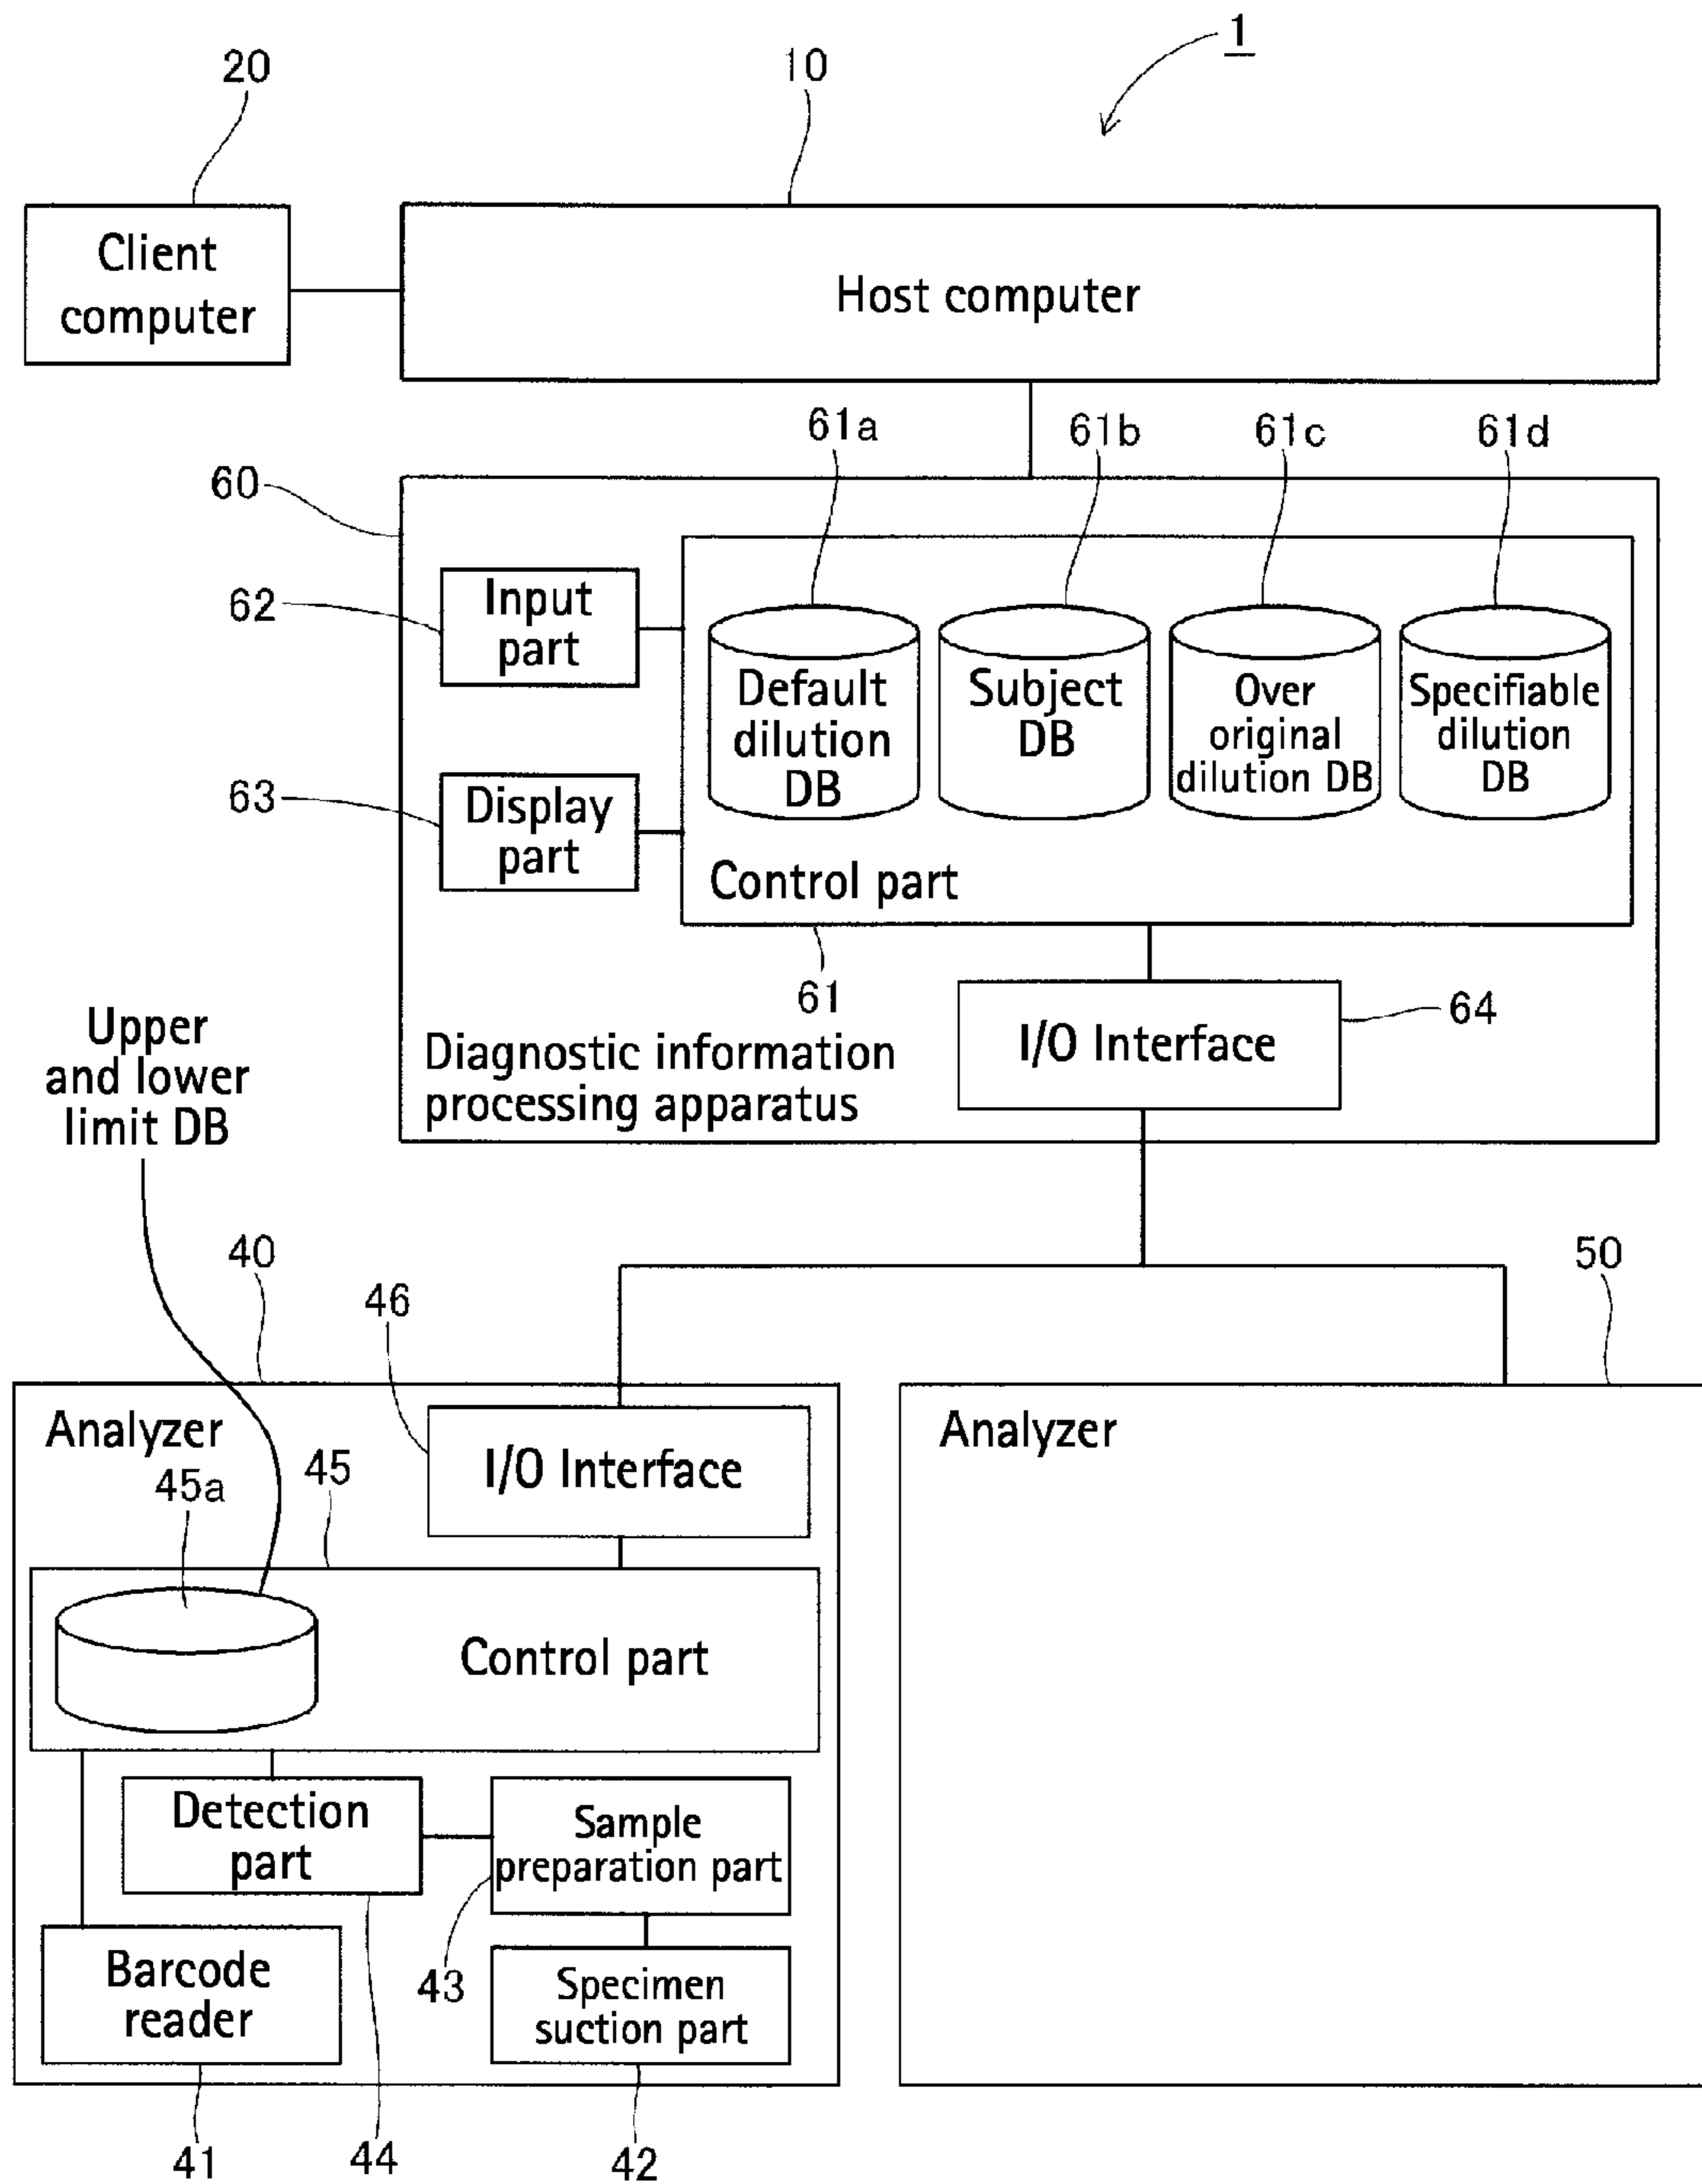 1
20
10
Client
computer
Host computer
61a
61b
61c
61d
60
62
Input
part
Default
dilution
DB
Subject
DB
Over
original
dilution DB
Specifiable
dilution
DB
63
Display
part
Control part
61
64
I/O Interface
Diagnostic information
processing apparatus
Upper
and lower
limit DB
40
46
50
Analyzer
45a
45
I/O Interface
Analyzer
Control part
Detection
part
Sample
preparation part
43
Barcode
reader
Specimen
suction part
41
44
42